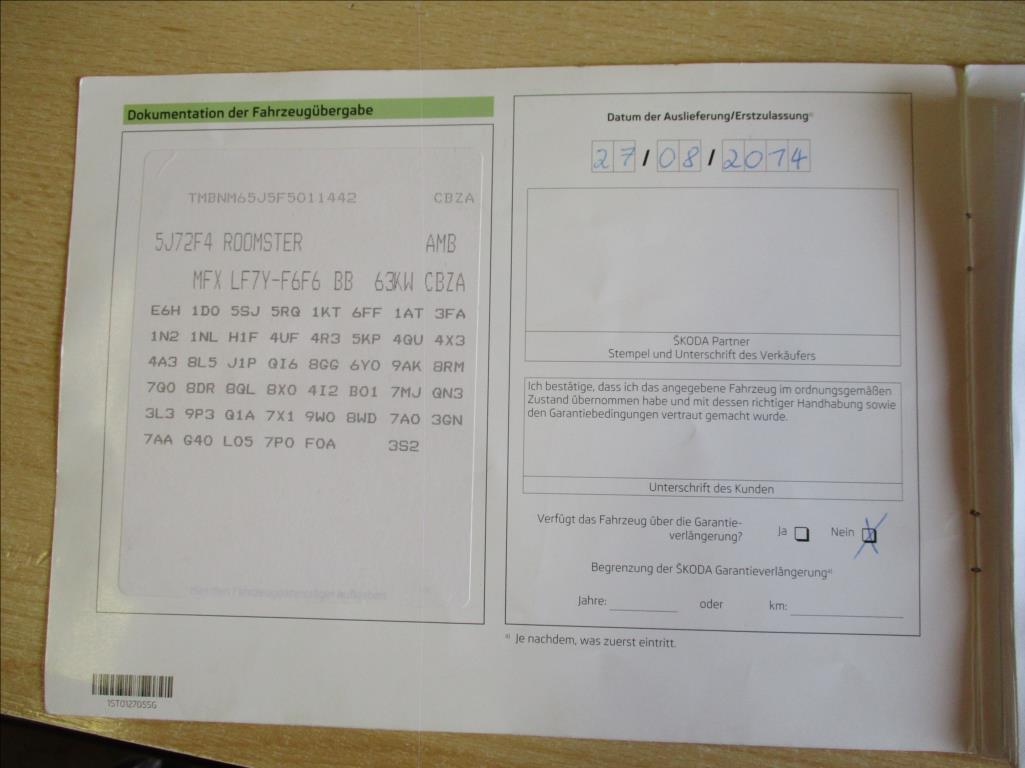 Dokumentation der Fahrzeugübergabe
TMBNM65J5F5011442 CBZA
5J72F4 ROOMSTER AMB
MFX LF7Y-F6F6 BB 63KW CBZA
E6H 1D0 5SJ 5RQ 1KT 6FF 1AT 3FA
1N2 1NL H1F 4UF 4R3 5KP 4QU 4X3
4A3 8L5 J1P QI6 8GG 6Y0 9AK 8RM
7Q0 8DR 8QL 8X0 4I2 B01 7MJ QN3
3L3 9P3 Q1A 7X1 9W0 8WD 7A0 3GN
7AA G40 L05 7P0 F0A 3S2
1ST012705SG
Datum der Auslieferung/Erstzulassung
27/08/2014
ŠKODA Partner
Stempel und Unterschrift des Verkäufers
Ich bestätige, dass ich das angegebene Fahrzeug im ordnungsgemäßen
Zustand übernommen habe und mit dessen richtiger Handhabung sowie
den Garantiebedingungen vertraut gemacht wurde.
Unterschrift des Kunden
Verfügt das Fahrzeug über die Garantie-
verlängerung? Ja Nein X
Begrenzung der ŠKODA Garantieverlängerung
Jahre: oder km:
Je nachdem, was zuerst eintritt.